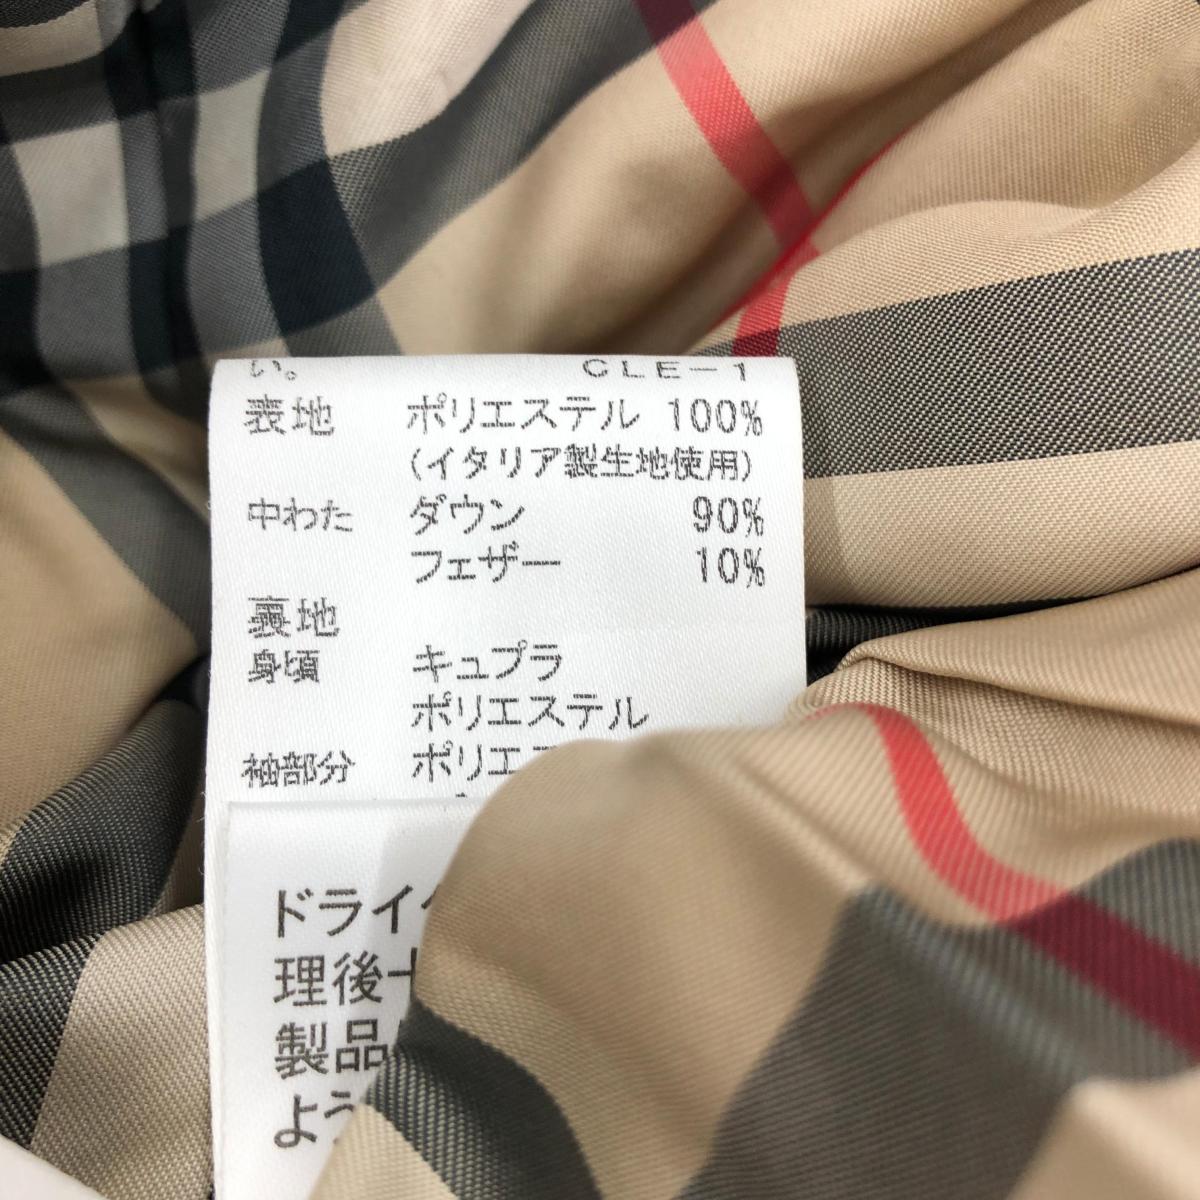 い。 CLE-1
表地 ポリエステル 100%
(イタリア製生地使用)
中わた ダウン 90%
フェザー 10%
裏地
身頃 キュプラ
ポリエステル
袖部分 ポリエ
ドライ
理後十
製品
よう